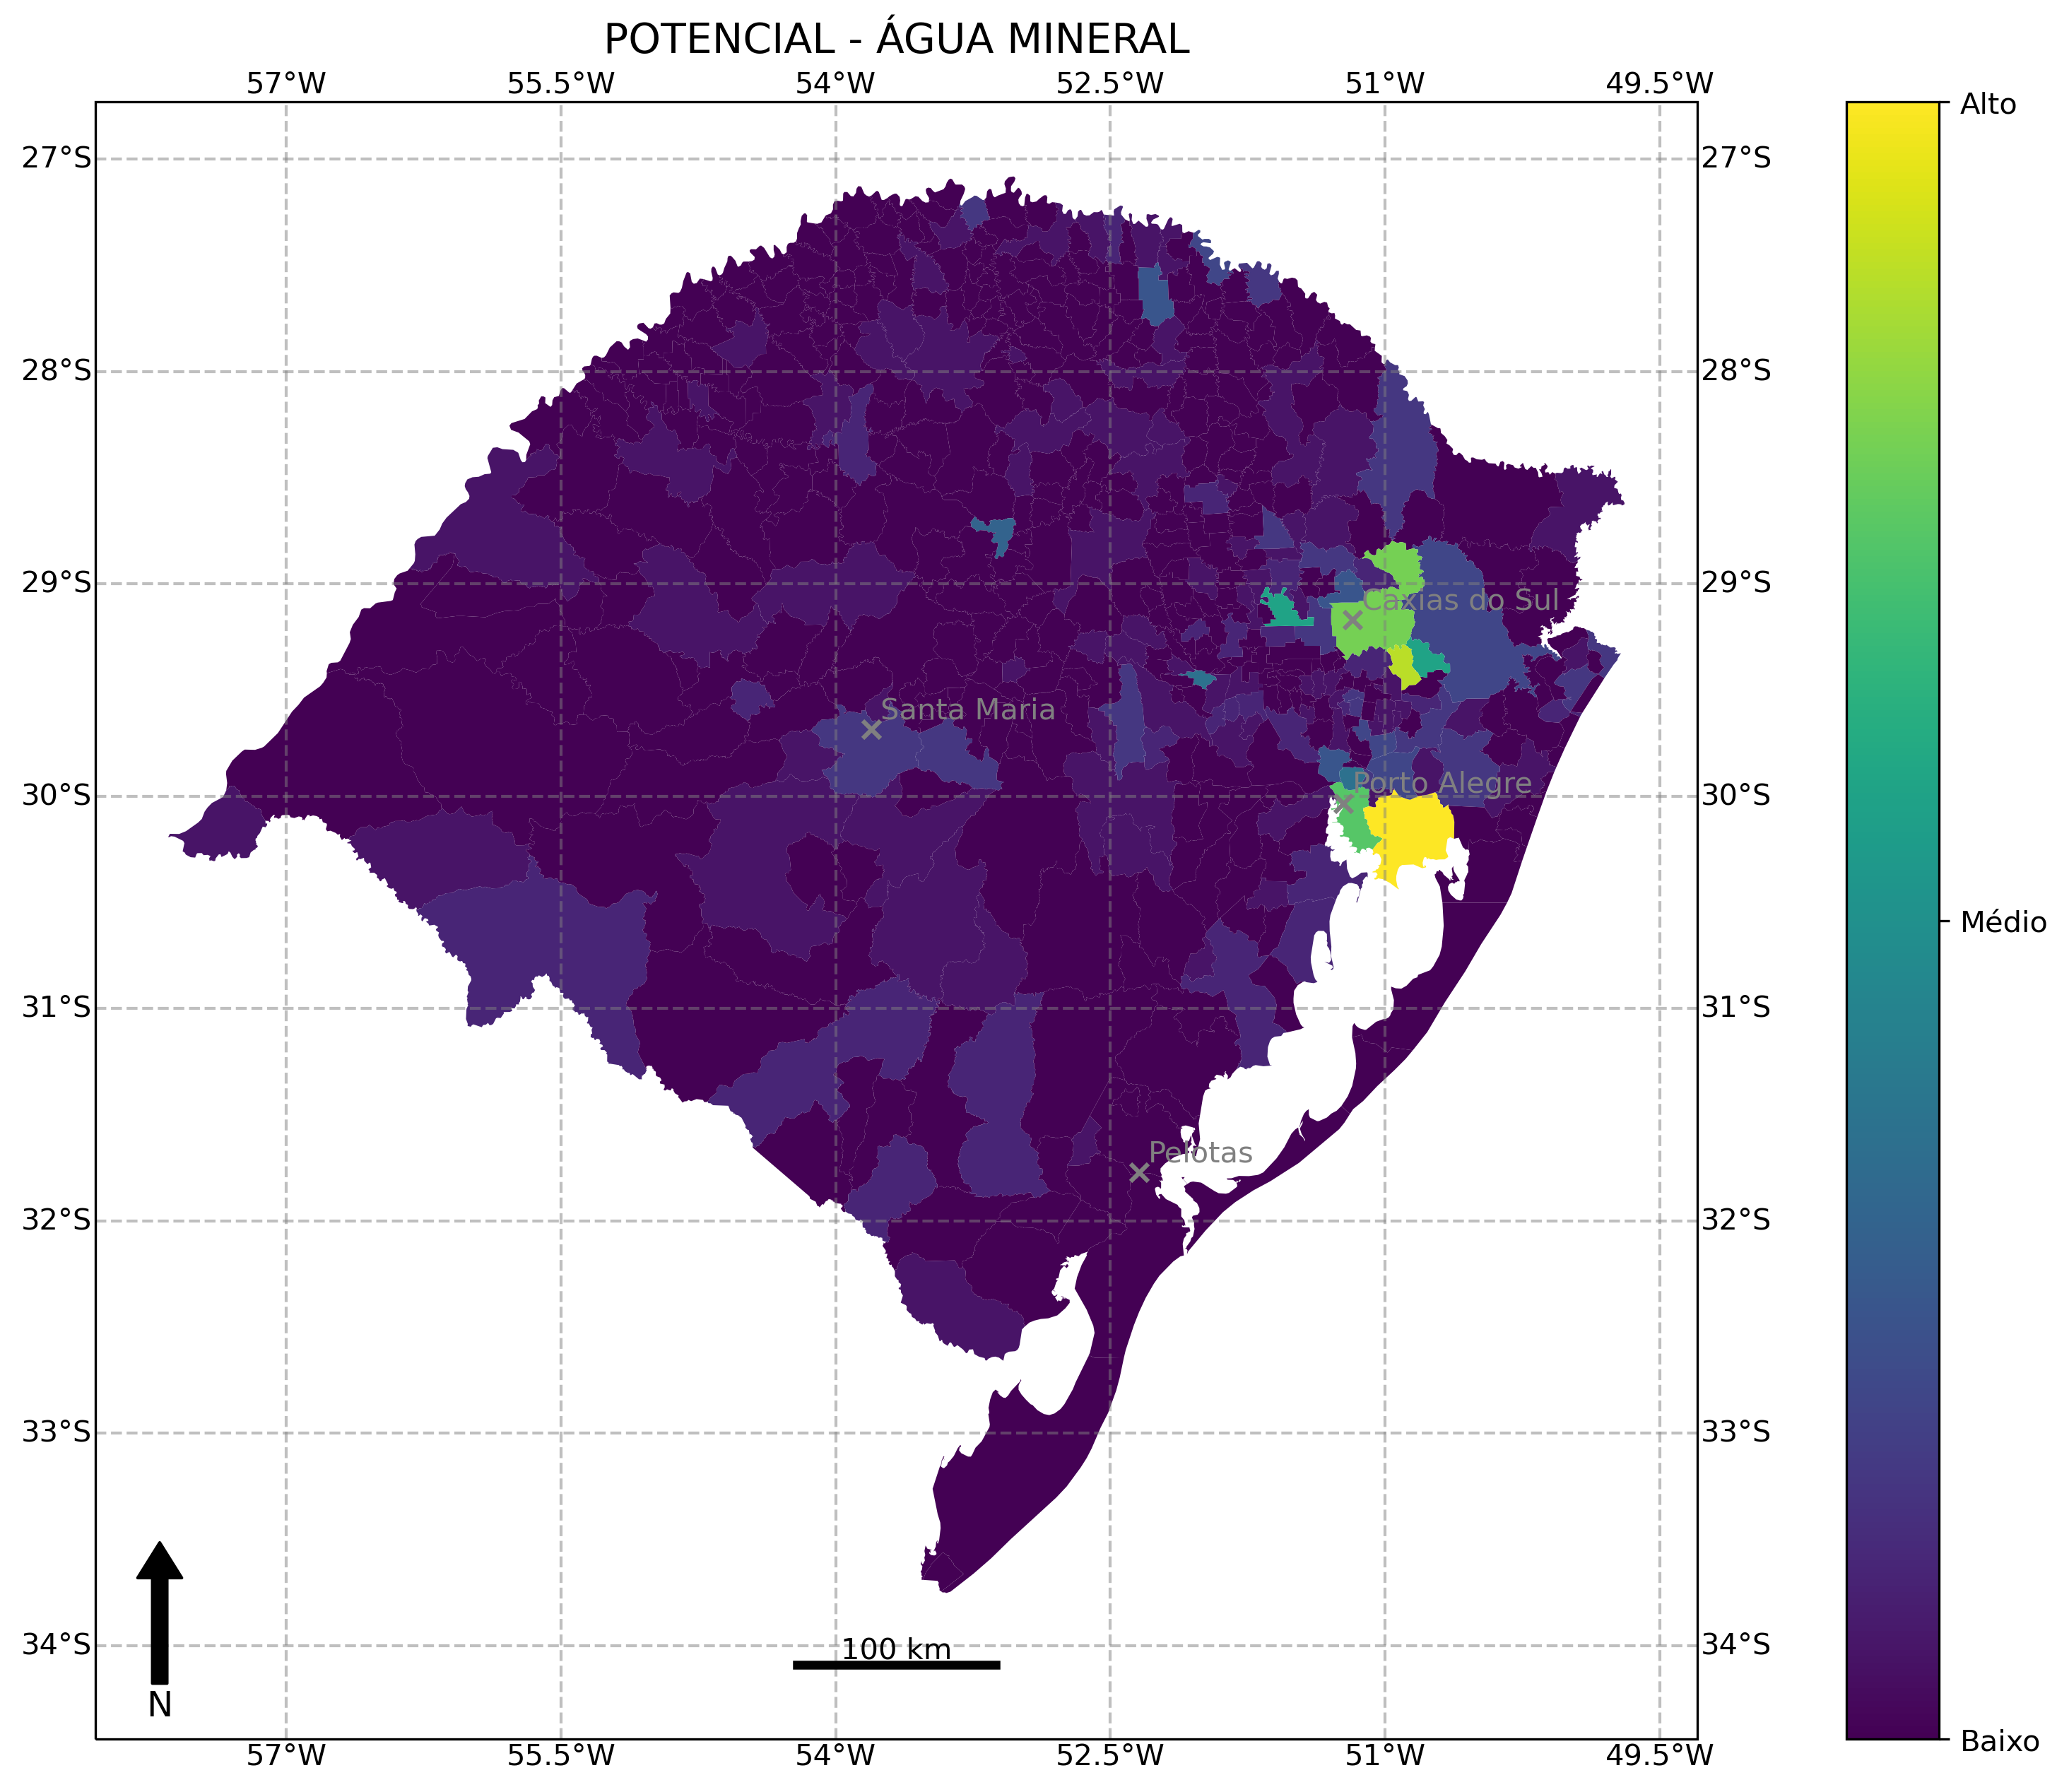 POTENCIAL - ÁGUA MINERAL
57°W 55.5°W 54°W 52.5°W 51°W 49.5°W
Alto
27°S 27°S
28°S 28°S
29°S 29°S
Caxias do Sul
Santa Maria
30°S 30°S
Porto Alegre
Médio
31°S 31°S
Pelotas
32°S 32°S
33°S 33°S
34°S 34°S
100 km
N
Baixo
57°W 55.5°W 54°W 52.5°W 51°W 49.5°W